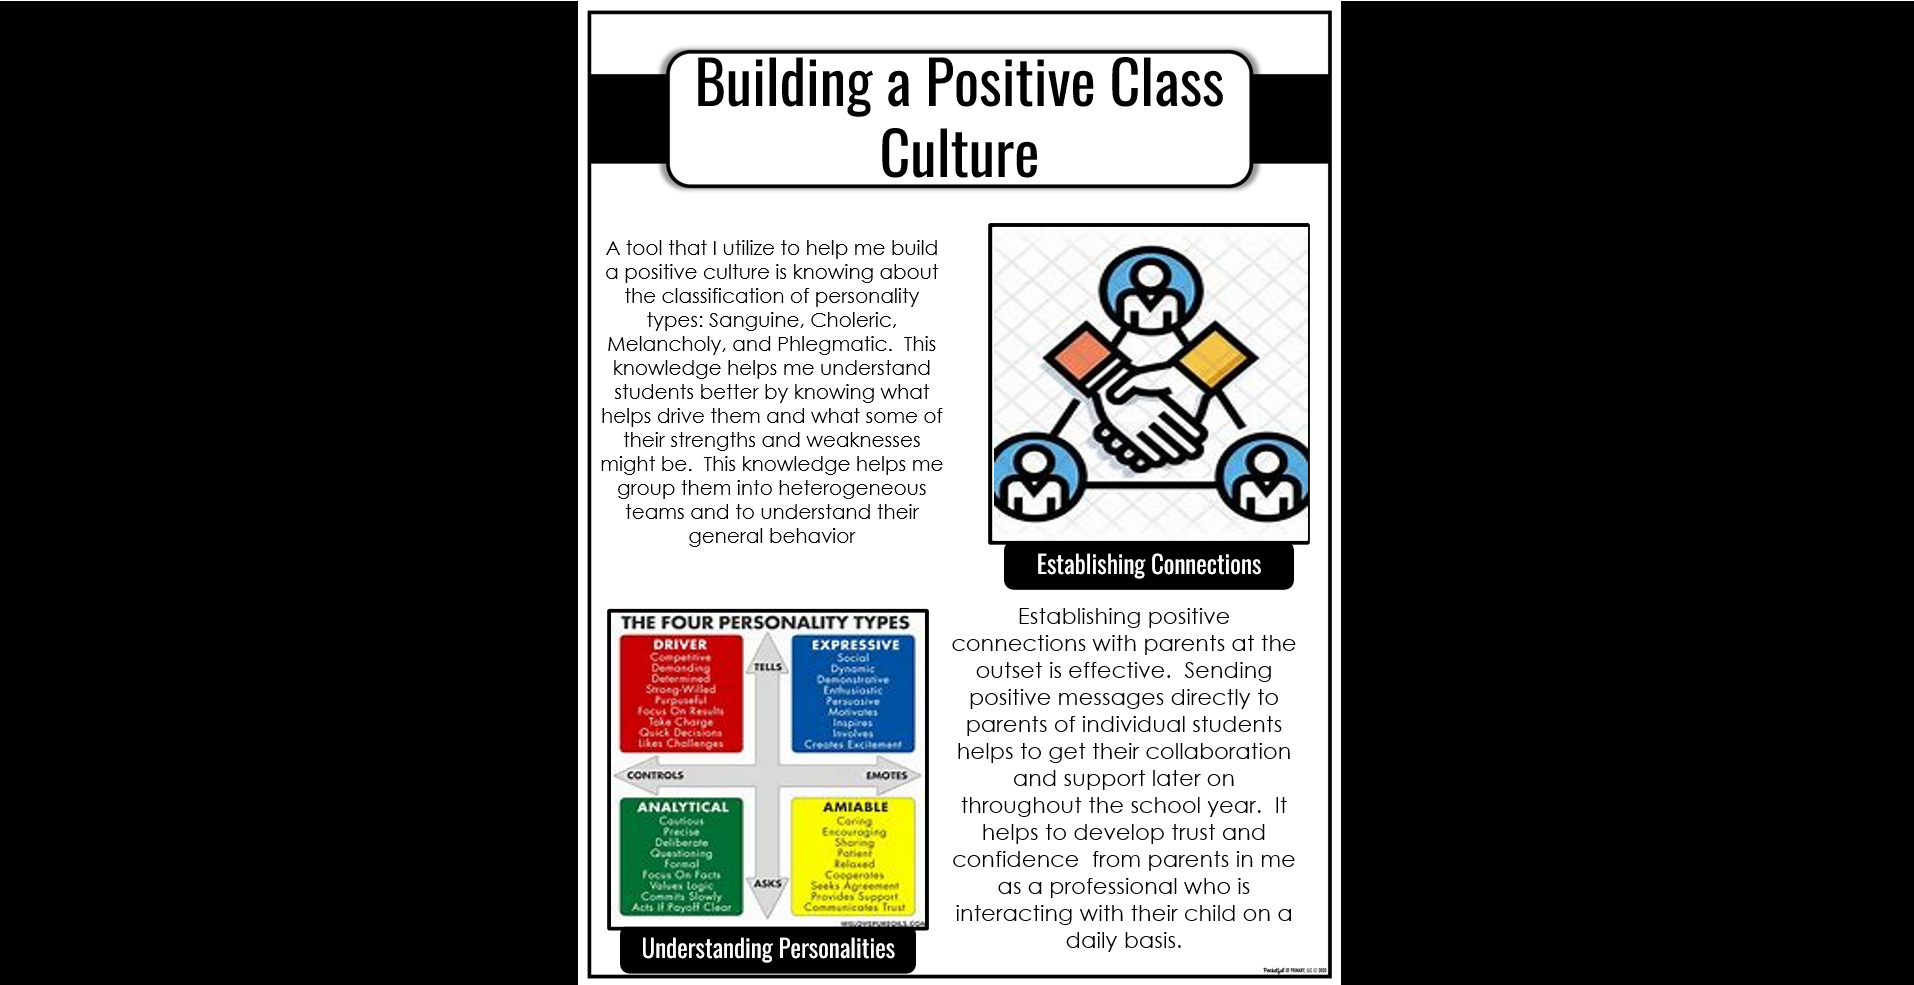 Building a Positive Class
Culture
A tool that I utilize to help me build
a positive culture is knowing about
the classification of personality
types: Sanguine, Choleric,
Melancholy, and Phlegmatic.  This
knowledge helps me understand
students better by knowing what
helps drive them and what some of
their strengths and weaknesses
might be.  This knowledge helps me
group them into heterogeneous
teams and to understand their
general behavior
Establishing Connections
THE FOUR PERSONALITY TYPES
DRIVER
Competitive
Demanding
Determined
Strong-Willed
Purposeful
Focus On Results
Take Charge
Quick Decisions
Likes Challenges
TELLS
EXPRESSIVE
Social
Dynamic
Demonstrative
Enthusiastic
Persuasive
Motivates
Inspires
Involves
Creates Excitement
CONTROLS
EMOTES
ANALYTICAL
Cautious
Precise
Deliberate
Questioning
Formal
Focus On Facts
Values Logic
Commits Slowly
Acts If Payoff Clear
ASKS
AMIABLE
Caring
Encouraging
Sharing
Patient
Relaxed
Cooperates
Seeks Agreement
Provides Support
Communicates Trust
Understanding Personalities
Establishing positive
connections with parents at the
outset is effective.  Sending
positive messages directly to
parents of individual students
helps to get their collaboration
and support later on
throughout the school year.  It
helps to develop trust and
confidence  from parents in me
as a professional who is
interacting with their child on a
daily basis.
Pocketful OF PRIMARY, LLC © 2020